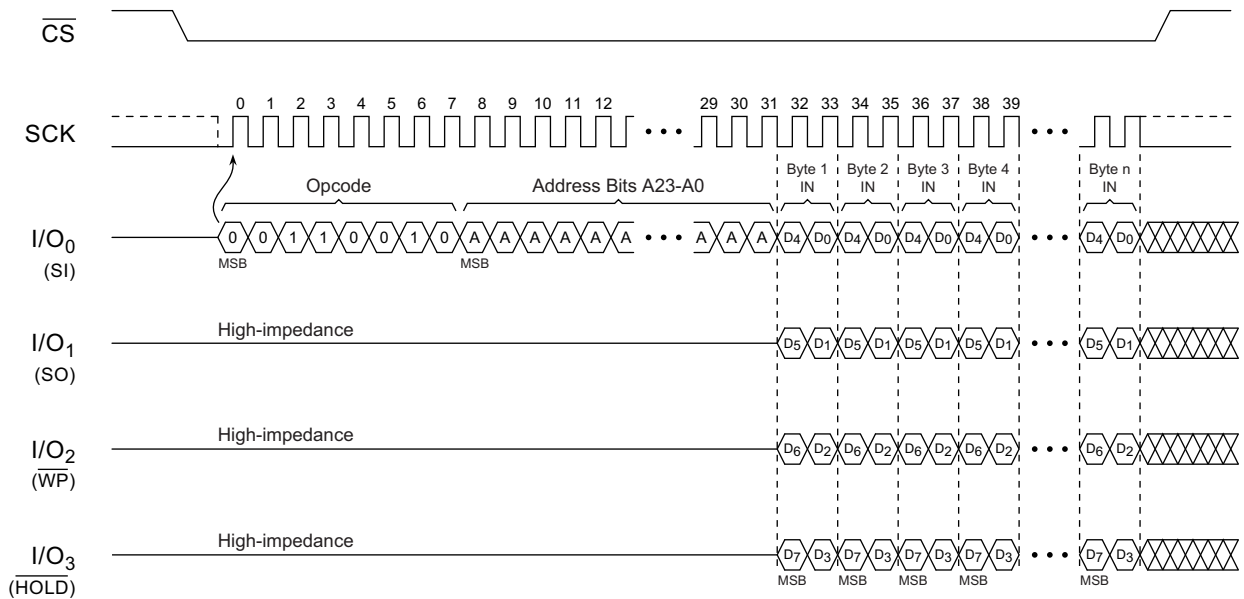 CS
0 1 2 3 4 5 6 7 8 9 10 11 12 29 30 31 32 33 34 35 36 37 38 39
SCK
Opcode
Address Bits A23-A0
Byte 1
IN
Byte 2
IN
Byte 3
IN
Byte 4
IN
Byte n
IN
I/O0
(SI)
0 0 1 1 0 0 1 0 A A A A A A • • • A A A D4 D0 D4 D0 D4 D0 D4 D0 • • • D4 D0
MSB MSB
I/O1
(SO)
High-impedance
D5 D1 D5 D1 D5 D1 D5 D1 • • • D5 D1
I/O2
(WP)
High-impedance
D6 D2 D6 D2 D6 D2 D6 D2 • • • D6 D2
I/O3
(HOLD)
High-impedance
D7 D3 D7 D3 D7 D3 D7 D3 • • • D7 D3
MSB MSB MSB MSB MSB